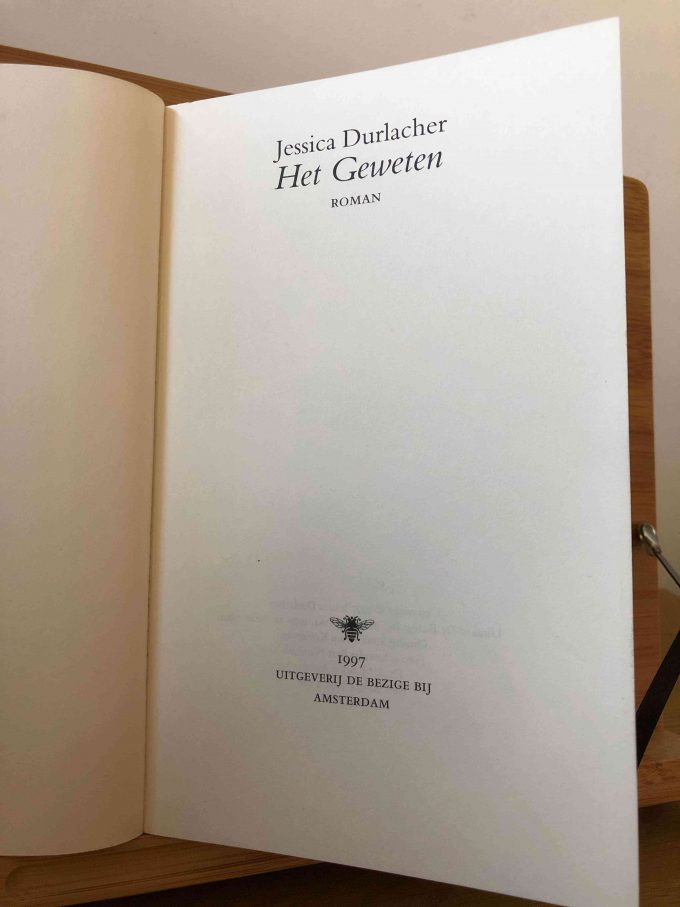 Jessica Durlacher
Het Geweten
ROMAN
1997
UITGEVERIJ DE BEZIGE BIJ
AMSTERDAM